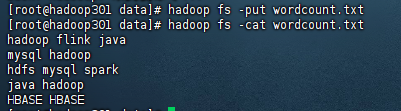 [root@hadoop301 data]# hadoop fs -put wordcount.txt
[root@hadoop301 data]# hadoop fs -cat wordcount.txt
hadoop flink java
mysql hadoop
hdfs mysql spark
java hadoop
HBASE HBASE